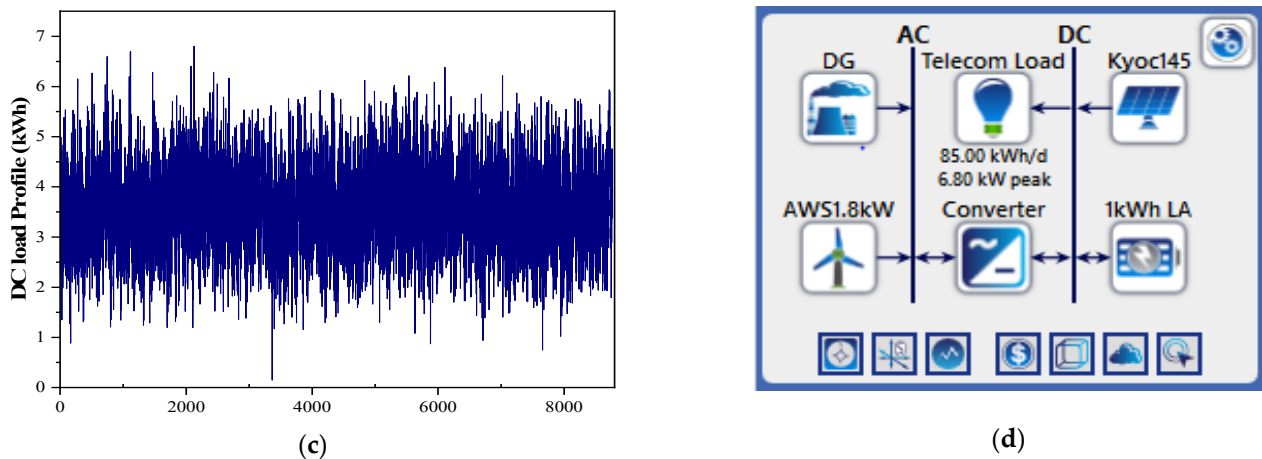 DC load Profile (kWh)
7
6
5
4
3
2
1
0
0 2000 4000 6000 8000
(c)
AC DC
DG Telecom Load Kyoc145
85.00 kWh/d
6.80 kW peak
AWS1.8kW Converter 1kWh LA
$
(d)